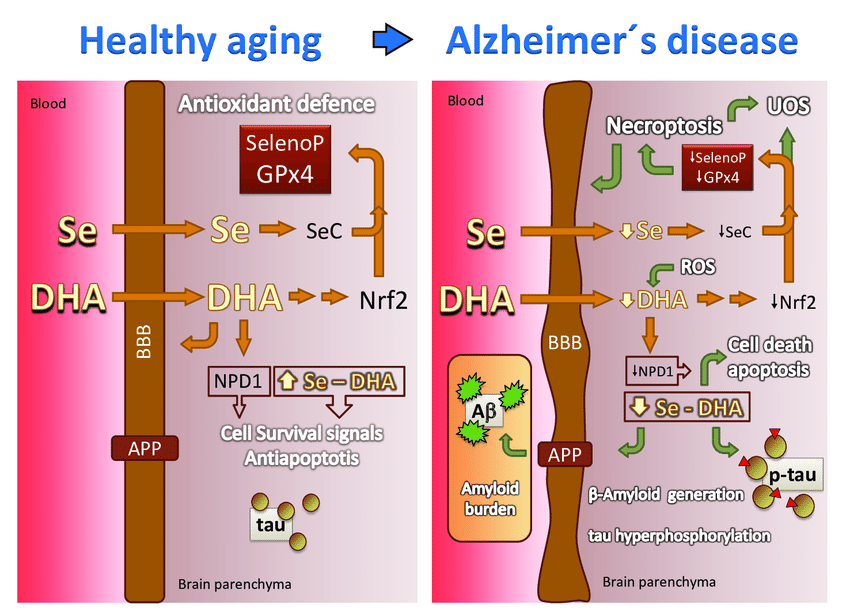 Healthy aging
Alzheimer´s disease
Blood
Antioxidant defence
SelenoP
GPx4
Se
Se
SeC
DHA
DHA
Nrf2
BBB
NPD1
Se – DHA
Cell Survival signals
Antiapoptotis
APP
tau
Brain parenchyma
Blood
UOS
Necroptosis
↓SelenoP
↓GPx4
Se
Se
↓SeC
ROS
DHA
DHA
↓Nrf2
BBB
Cell death
apoptosis
↓NPD1
Se - DHA
Aβ
APP
p-tau
Amyloid
burden
β-Amyloid generation
tau hyperphosphorylation
Brain parenchyma